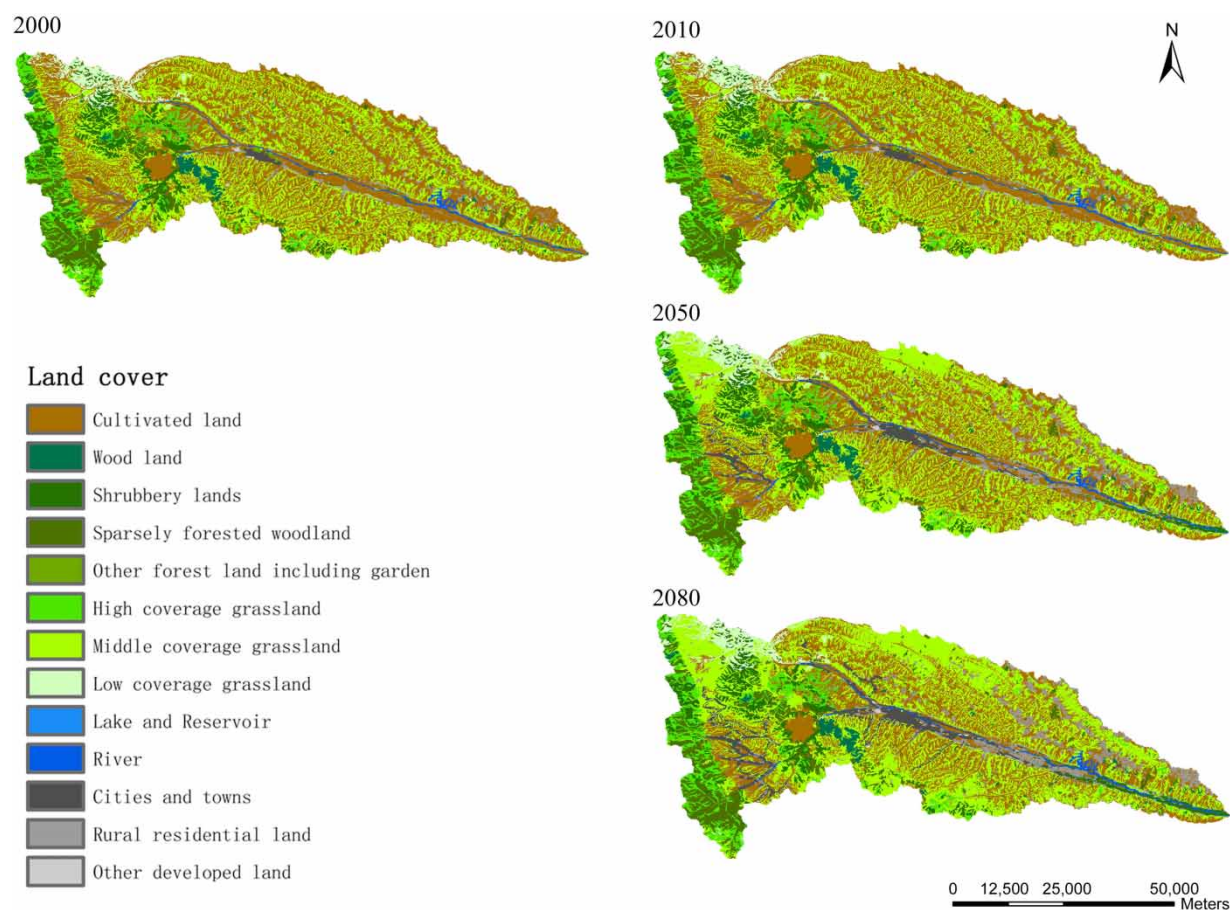 2000
2010
N
2050
Land cover
Cultivated land
Wood land
Shrubbery lands
Sparsely forested woodland
Other forest land including garden
High coverage grassland
Middle coverage grassland
Low coverage grassland
Lake and Reservoir
River
Cities and towns
Rural residential land
Other developed land
2080
0 12,500 25,000 50,000
Meters